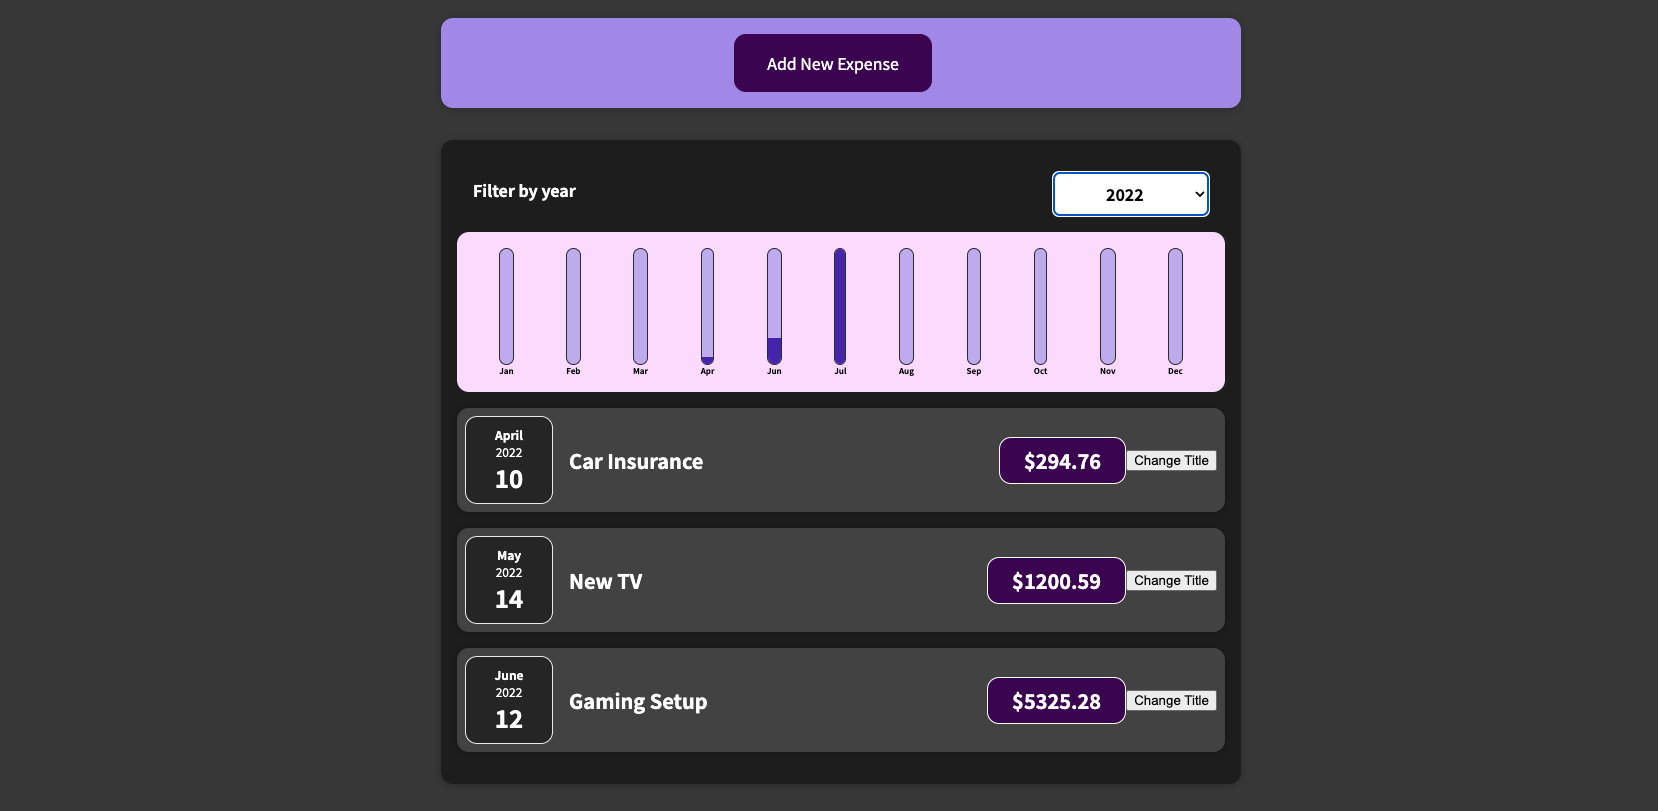 Add New Expense
Filter by year
2022
Jan Feb Mar Apr Jun Jul Aug Sep Oct Nov Dec
April
2022
10
Car Insurance
$294.76
Change Title
May
2022
14
New TV
$1200.59
Change Title
June
2022
12
Gaming Setup
$5325.28
Change Title